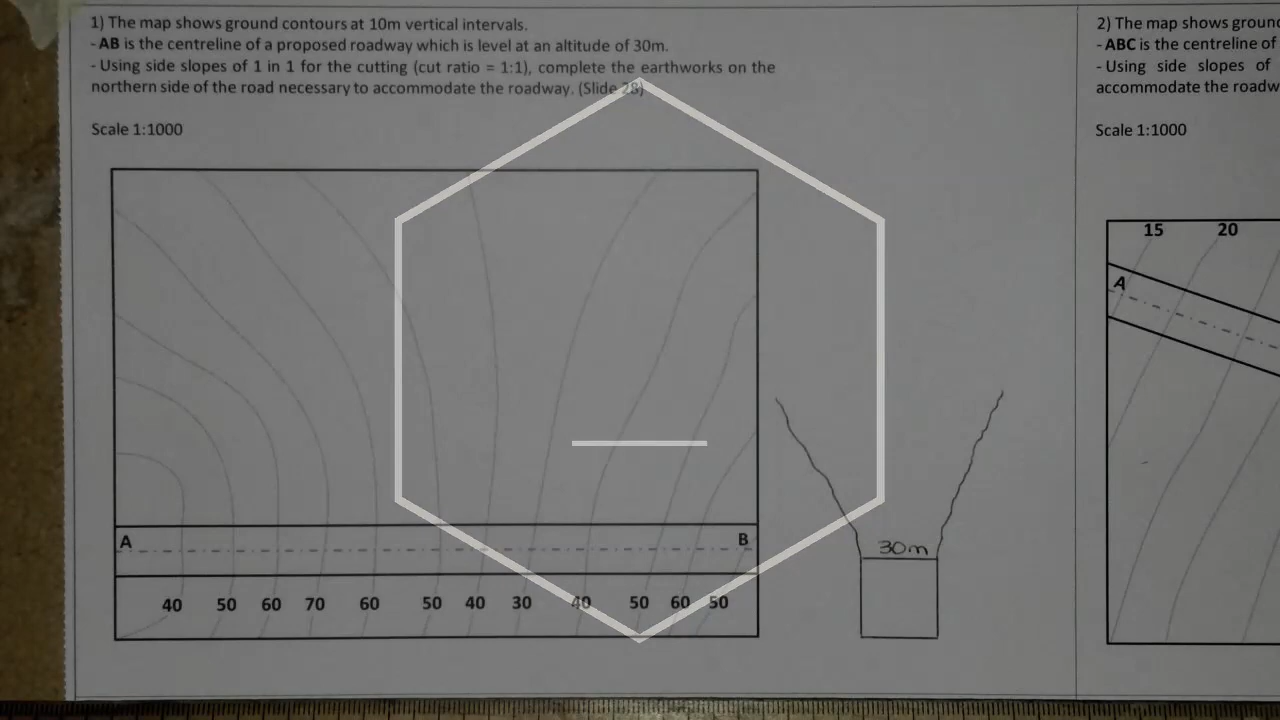 1) The map shows ground contours at 10m vertical intervals.
- AB is the centreline of a proposed roadway which is level at an altitude of 30m.
- Using side slopes of 1 in 1 for the cutting (cut ratio = 1:1), complete the earthworks on the
northern side of the road necessary to accommodate the roadway. (Slide 28)
Scale 1:1000
A
B
40 50 60 70 60 50 40 30 40 50 60 50
30m
2) The map shows ground
- ABC is the centreline of
- Using side slopes of
accommodate the roadw
Scale 1:1000
15 20
A